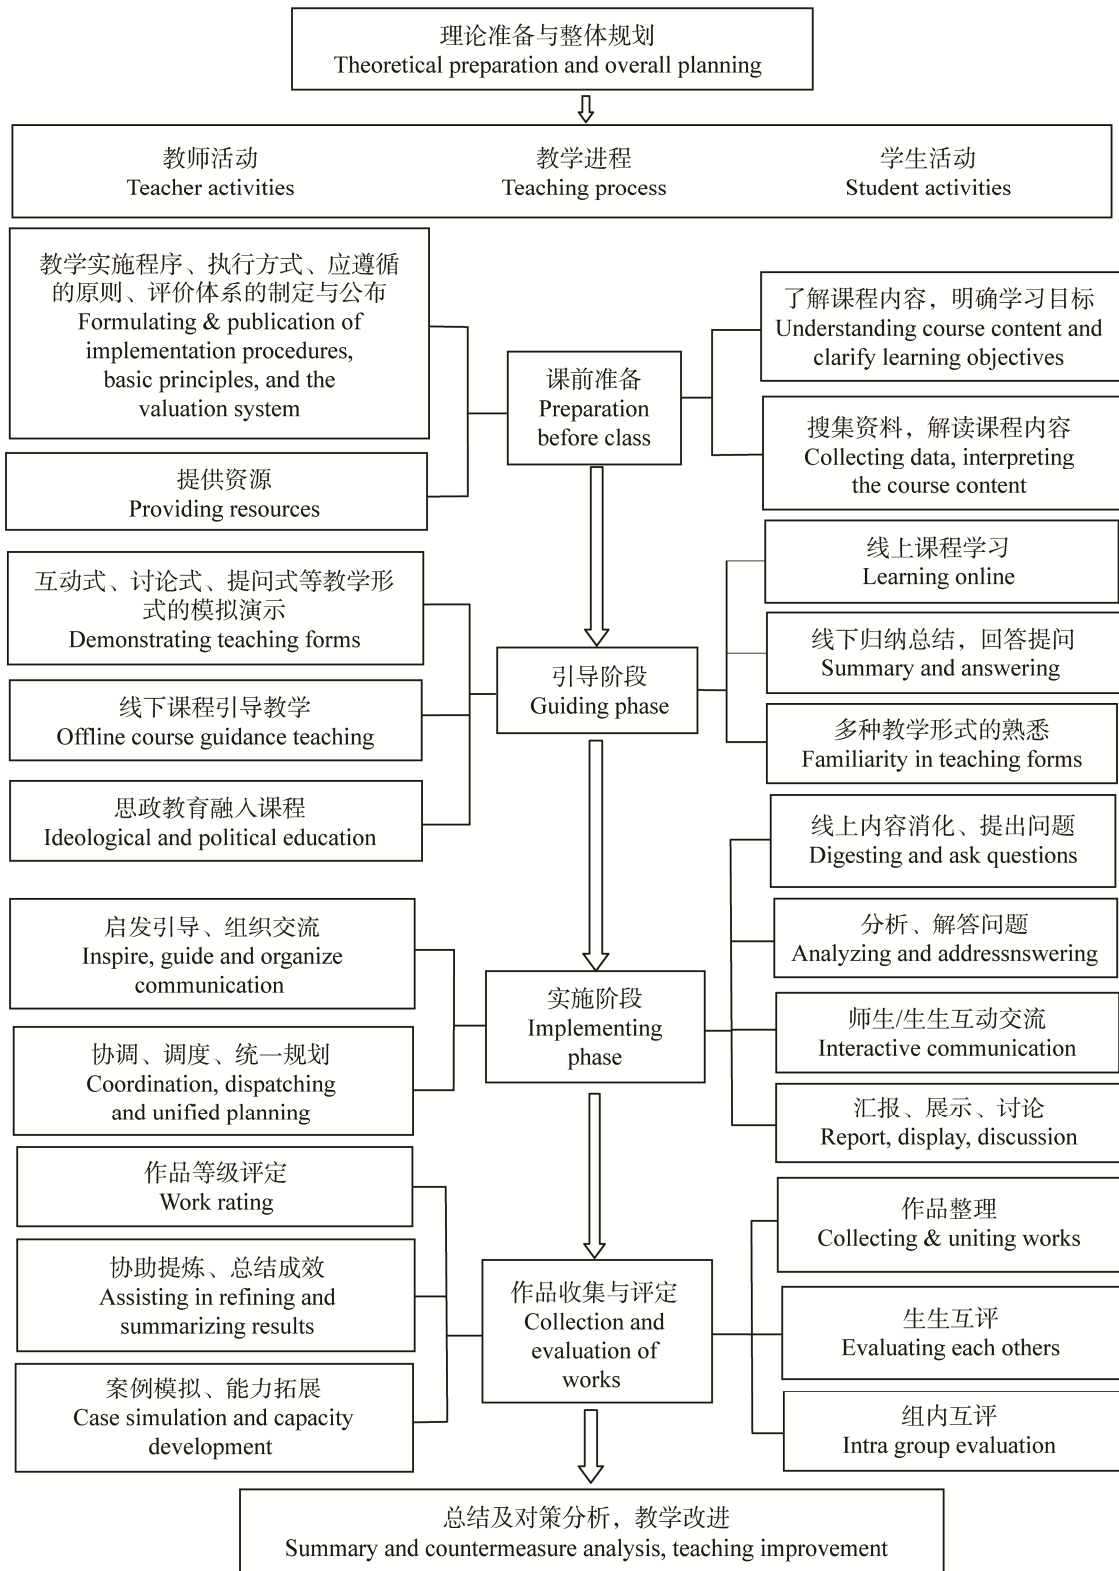 理论准备与整体规划
Theoretical preparation and overall planning
教师活动
Teacher activities
教学进程
Teaching process
学生活动
Student activities
教学实施程序、执行方式、应遵循
的原则、评价体系的制定与公布
Formulating & publication of
implementation procedures,
basic principles, and the
valuation system
提供资源
Providing resources
课前准备
Preparation
before class
了解课程内容，明确学习目标
Understanding course content and
clarify learning objectives
搜集资料，解读课程内容
Collecting data, interpreting
the course content
互动式、讨论式、提问式等教学形
式的模拟演示
Demonstrating teaching forms
线下课程引导教学
Offline course guidance teaching
思政教育融入课程
Ideological and political education
引导阶段
Guiding phase
线上课程学习
Learning online
线下归纳总结，回答提问
Summary and answering
多种教学形式的熟悉
Familiarity in teaching forms
启发引导、组织交流
Inspire, guide and organize
communication
协调、调度、统一规划
Coordination, dispatching
and unified planning
实施阶段
Implementing
phase
线上内容消化、提出问题
Digesting and ask questions
分析、解答问题
Analyzing and addressnswering
师生/生生互动交流
Interactive communication
汇报、展示、讨论
Report, display, discussion
作品等级评定
Work rating
协助提炼、总结成效
Assisting in refining and
summarizing results
案例模拟、能力拓展
Case simulation and capacity
development
作品收集与评定
Collection and
evaluation of
works
作品整理
Collecting & uniting works
生生互评
Evaluating each others
组内互评
Intra group evaluation
总结及对策分析，教学改进
Summary and countermeasure analysis, teaching improvement